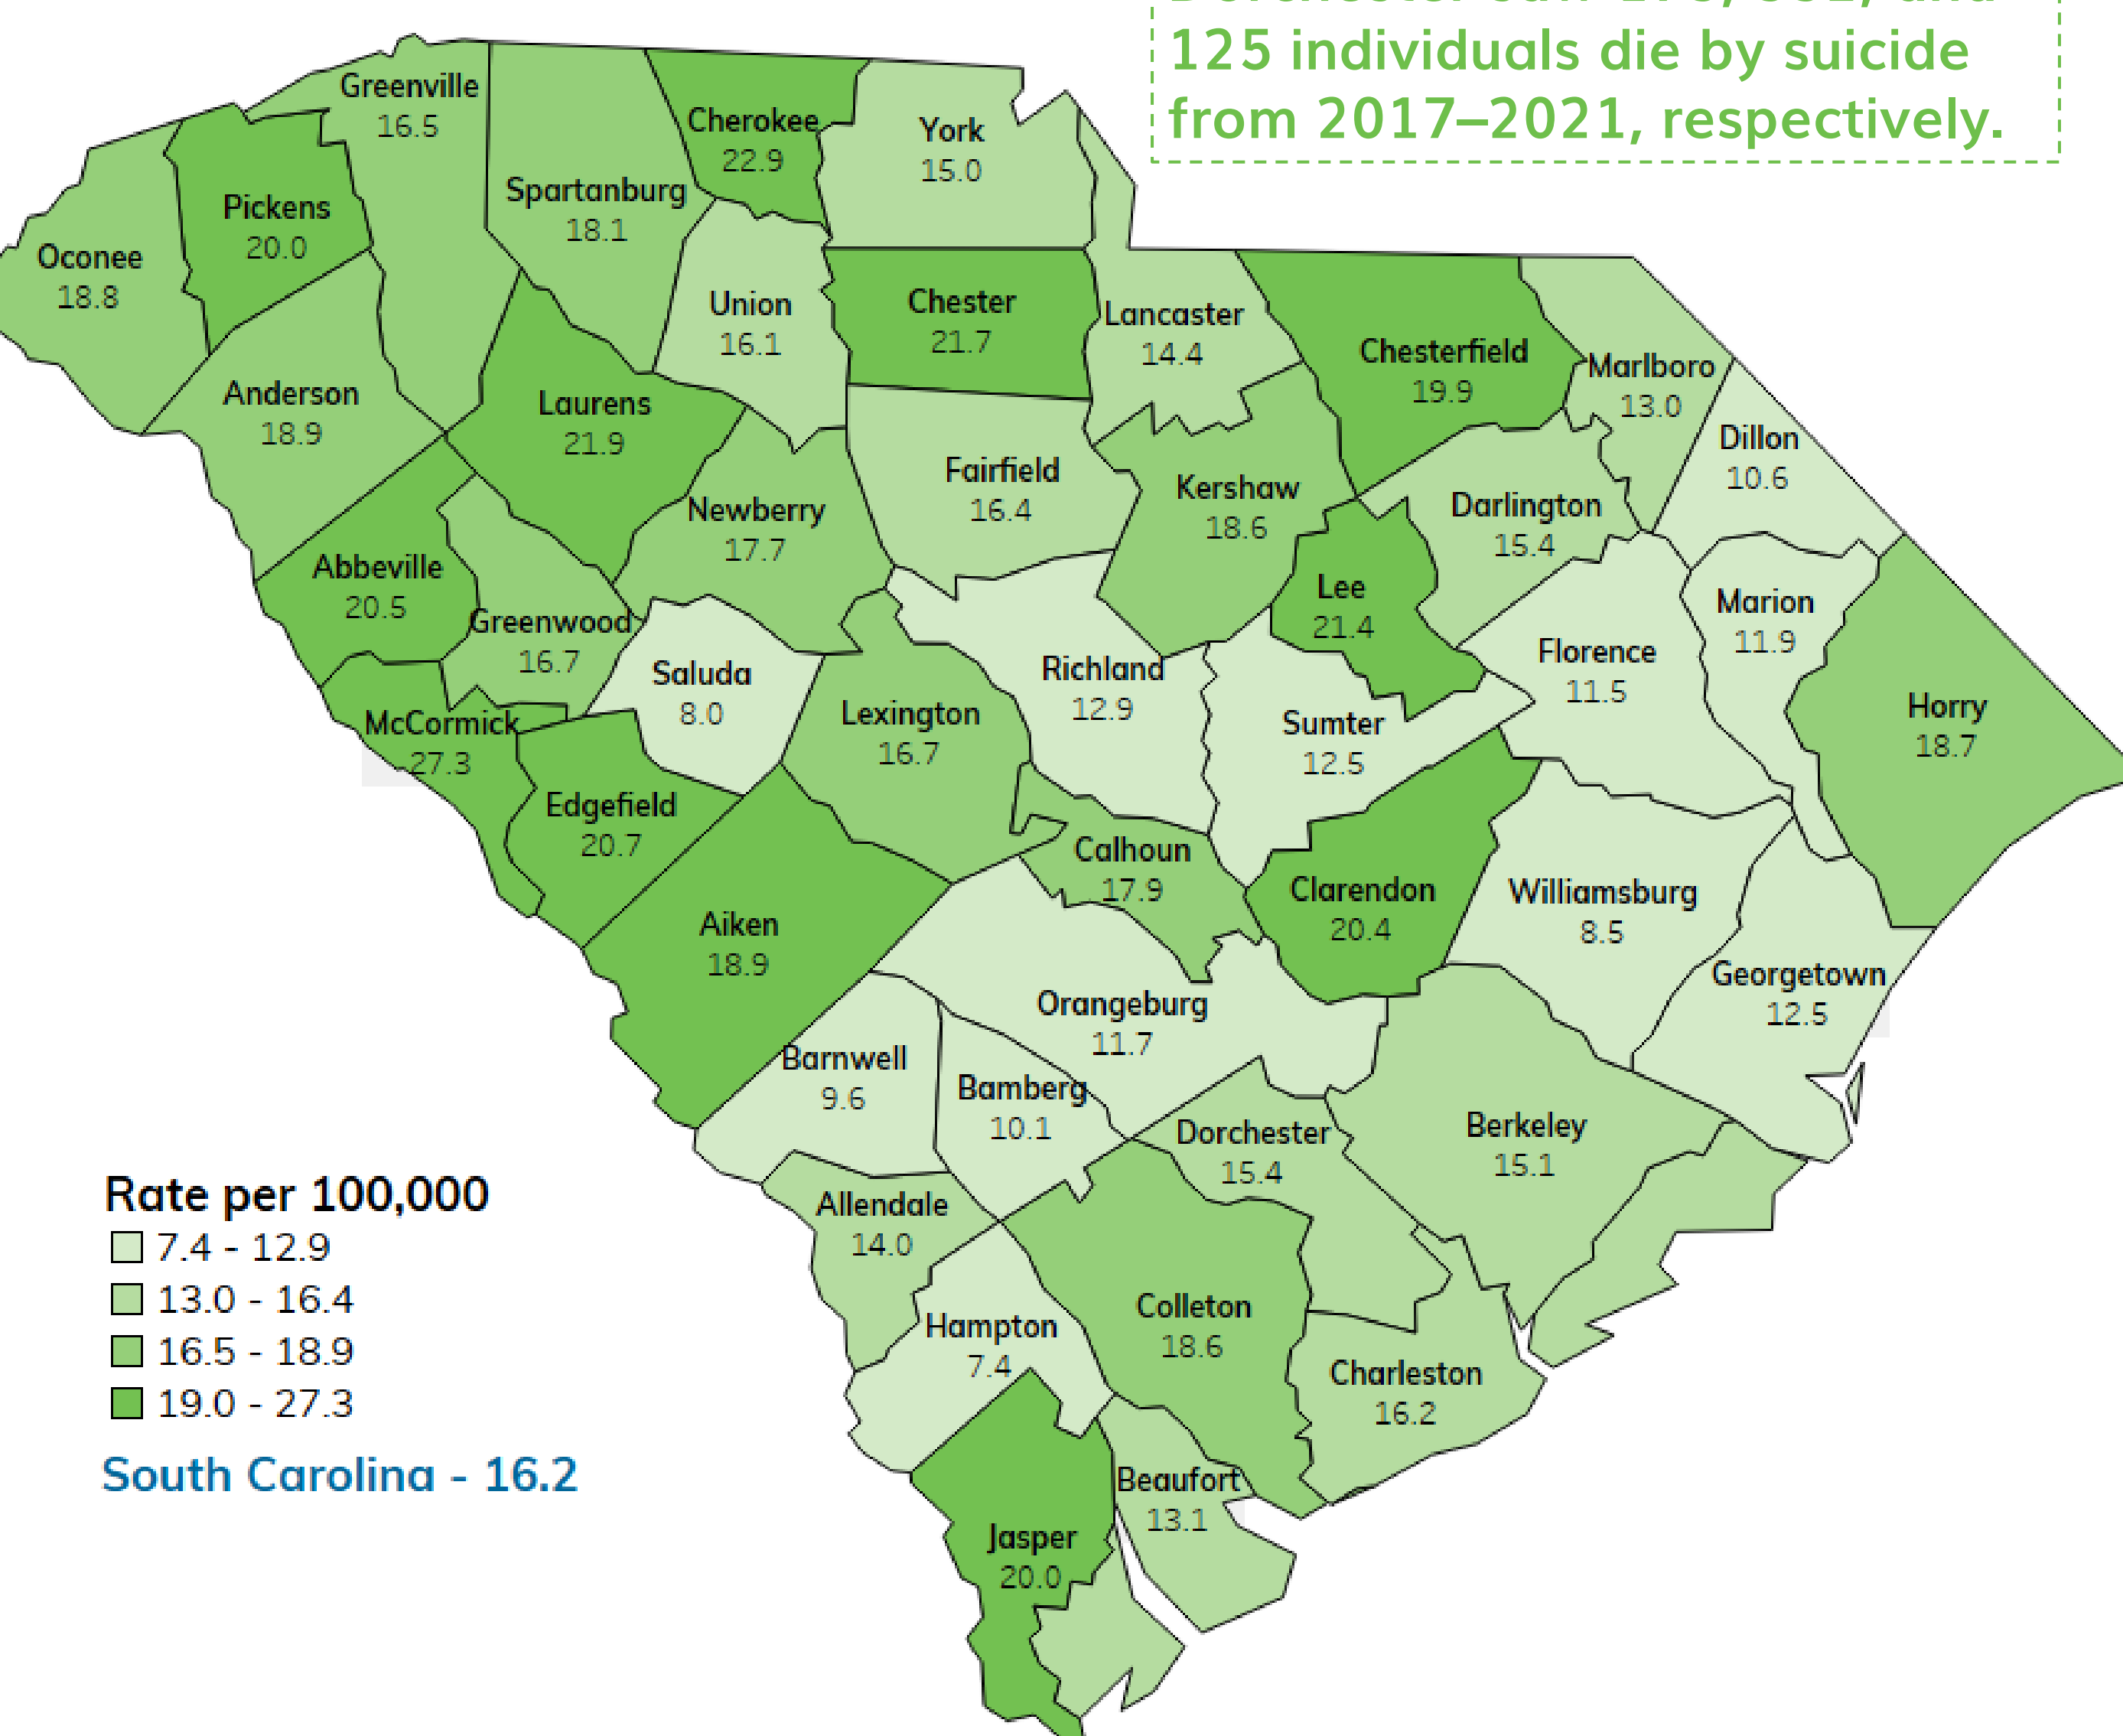 125 individuals die by suicide
from 2017–2021, respectively.
Greenville
16.5
Cherokee
22.9
York
15.0
Spartanburg
18.1
Pickens
20.0
Oconee
18.8
Union
16.1
Chester
21.7
Lancaster
14.4
Chesterfield
19.9
Marlboro
13.0
Anderson
18.9
Laurens
21.9
Dillon
10.6
Fairfield
16.4
Kershaw
18.6
Newberry
17.7
Darlington
15.4
Abbeville
20.5
Lee
21.4
Marion
11.9
Greenwood
16.7
Florence
11.5
Saluda
8.0
Richland
12.9
Horry
18.7
McCormick
27.3
Lexington
16.7
Sumter
12.5
Edgefield
20.7
Calhoun
17.9
Clarendon
20.4
Williamsburg
8.5
Aiken
18.9
Georgetown
12.5
Orangeburg
11.7
Barnwell
9.6
Bamberg
10.1
Dorchester
15.4
Berkeley
15.1
Allendale
14.0
Colleton
18.6
Hampton
7.4
Charleston
16.2
Beaufort
13.1
Jasper
20.0
Rate per 100,000
7.4 - 12.9
13.0 - 16.4
16.5 - 18.9
19.0 - 27.3
South Carolina - 16.2